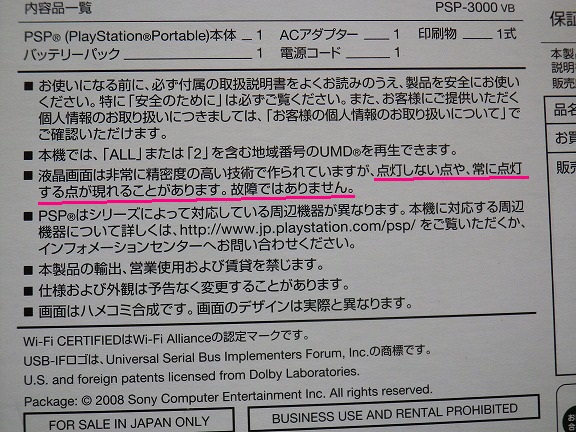 内容品一覧 PSP-3000 VB
PSP® (PlayStation®Portable)本体 1 ACアダプター 1 印刷物 1式
バッテリーパック 1 電源コード 1
■ お使いになる前に、必ず付属の取扱説明書をよくお読みのうえ、製品を安全にお使い
ください。特に「安全のために」は必ずご覧ください。また、お客様にご提供いただく
個人情報のお取り扱いにつきましては、「お客様の個人情報のお取り扱いについて」で
ご確認いただけます。
■ 本機では、「ALL」または「2」を含む地域番号のUMD®を再生できます。
■ 液晶画面は非常に精密度の高い技術で作られていますが、点灯しない点や、常に点灯
する点が現れることがあります。故障ではありません。
■ PSP®はシリーズによって対応している周辺機器が異なります。本機に対応する周辺
機器について詳しくは、http://www.jp.playstation.com/psp/ をご覧いただくか、
インフォメーションセンターへお問い合わせください。
■ 本製品の輸出、営業使用および賃貸を禁じます。
■ 仕様および外観は予告なく変更することがあります。
■ 画面はハメコミ合成です。画面のデザインは実際と異なります。
Wi-Fi CERTIFIEDはWi-Fi Allianceの認定マークです。
USB-IFロゴは、Universal Serial Bus Implementers Forum, Inc.の商標です。
U.S. and foreign patents licensed from Dolby Laboratories.
Package: © 2008 Sony Computer Entertainment Inc. All rights reserved.
FOR SALE IN JAPAN ONLY
BUSINESS USE AND RENTAL PROHIBITED
保証
本製
説明
販売
品名
お買
販売